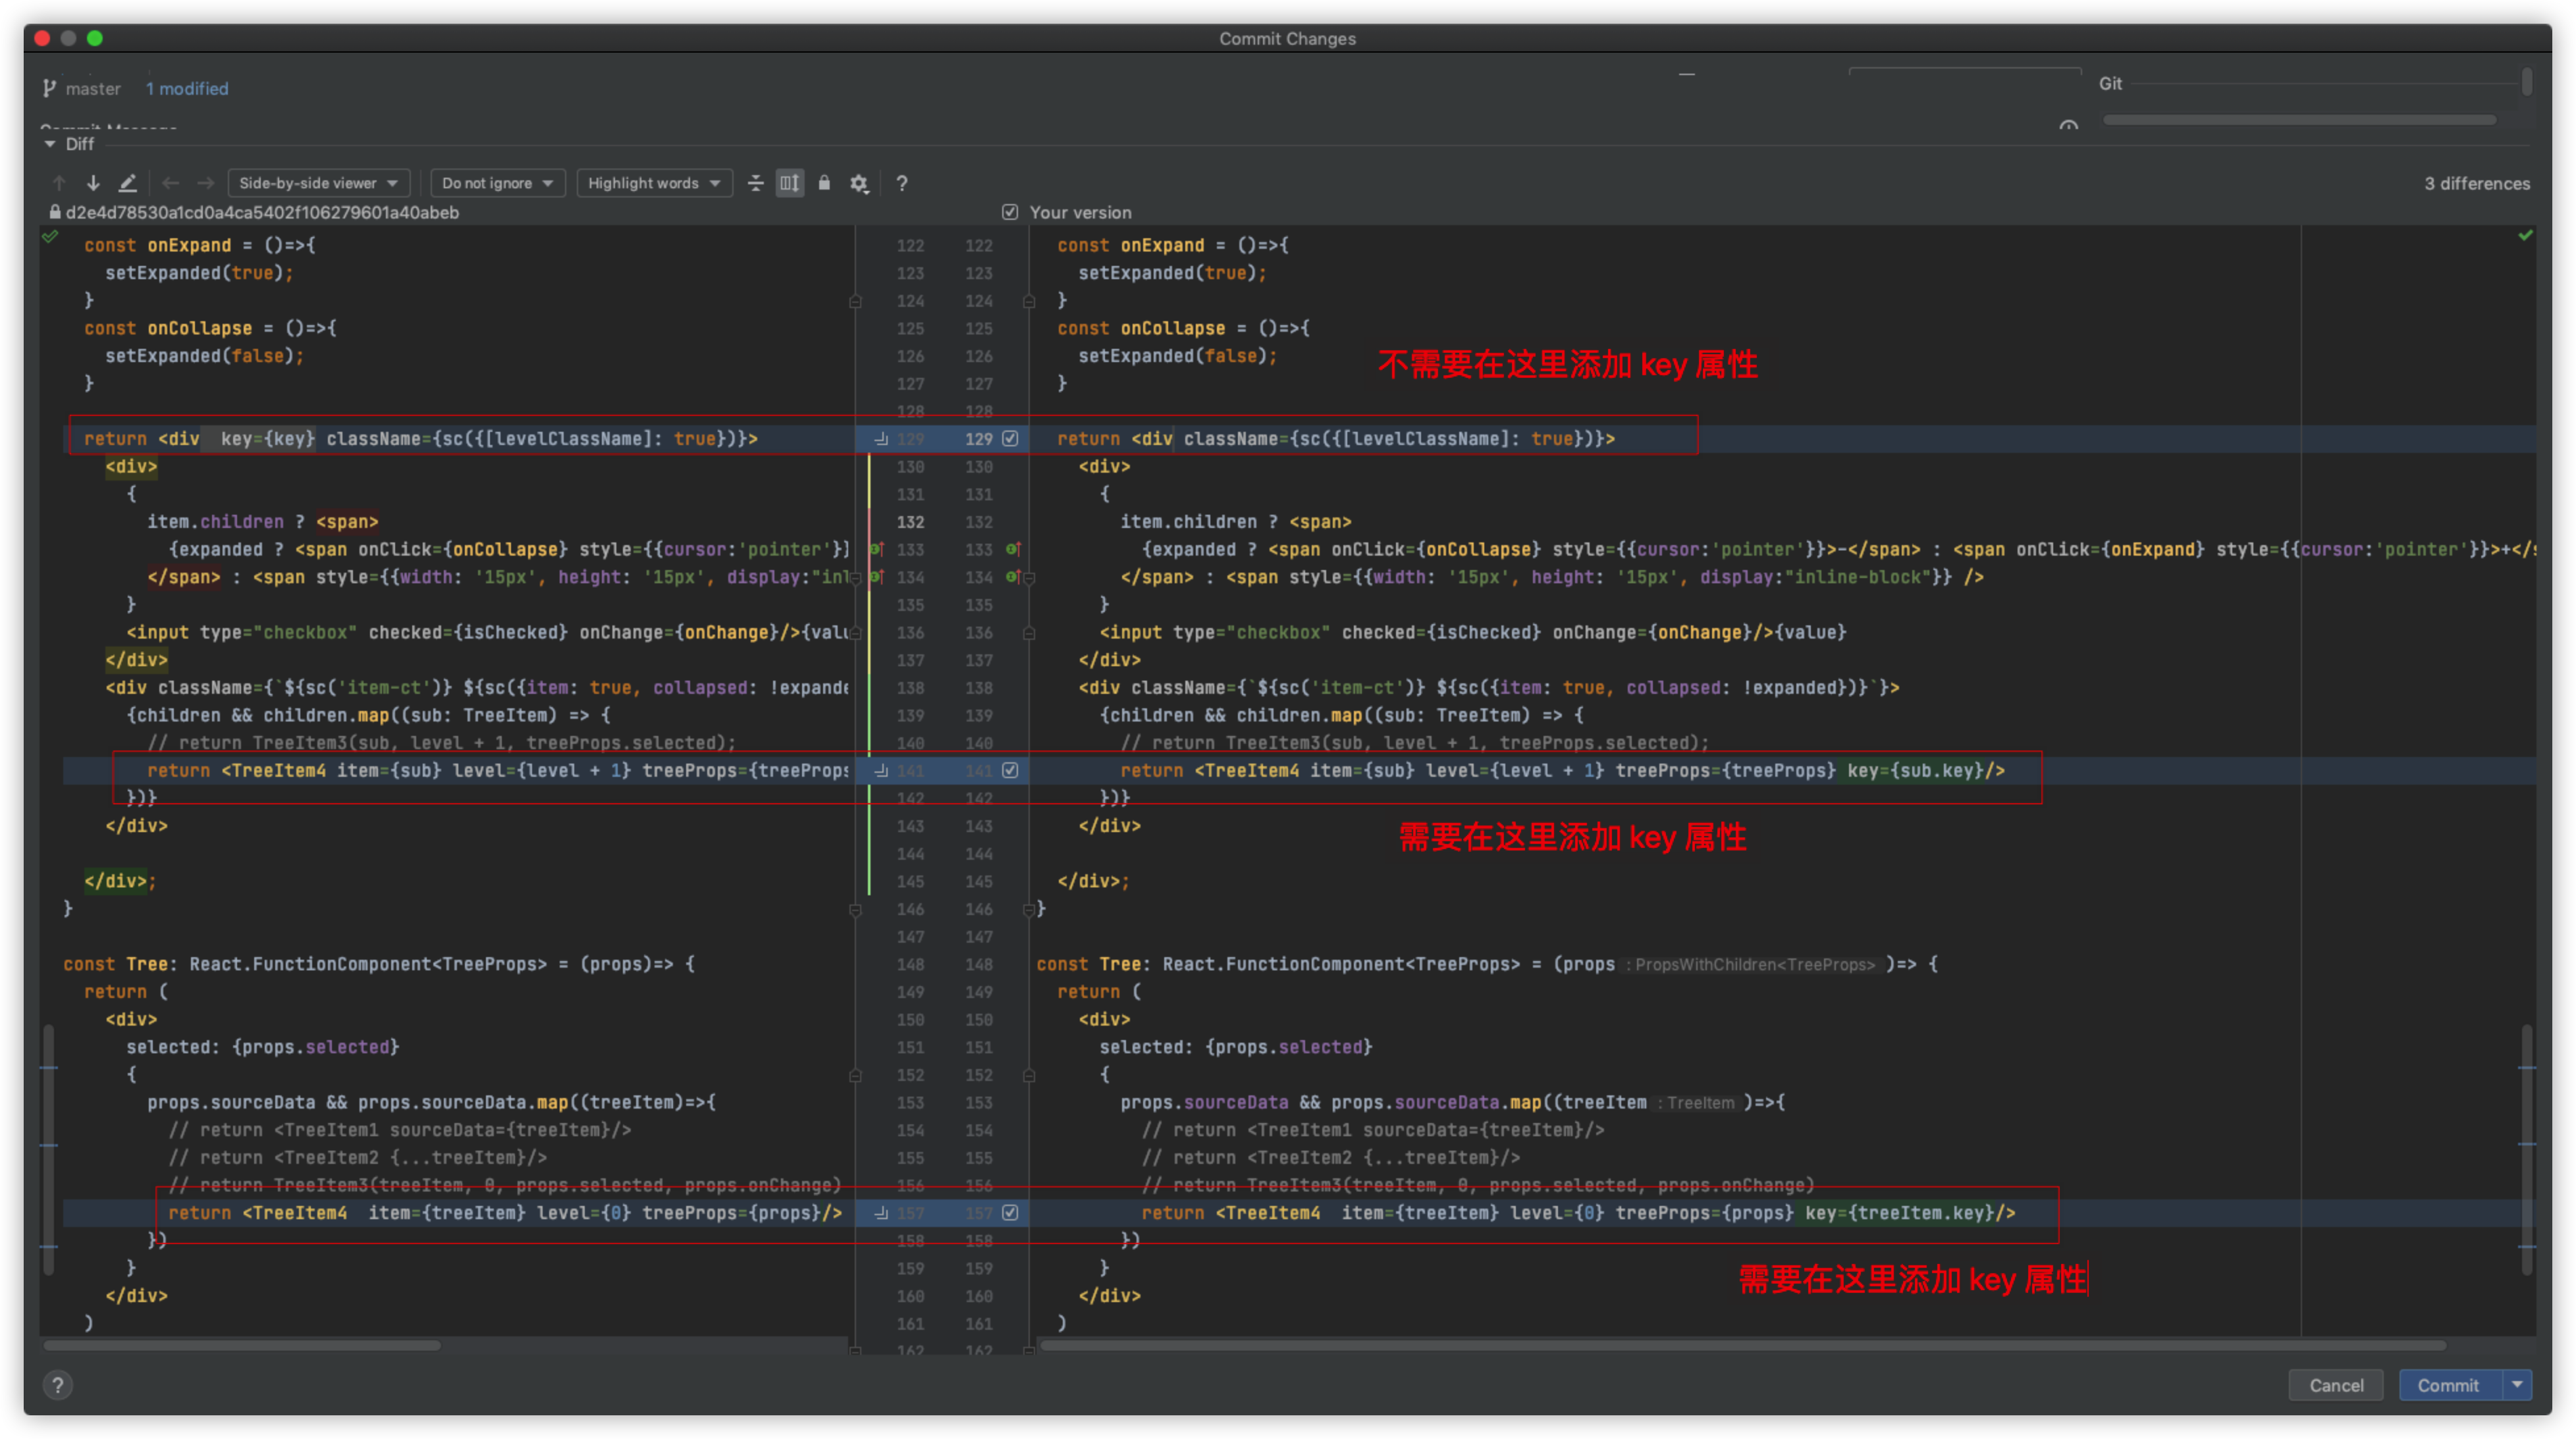 Commit Changes
master 1 modified
Git
Commit Message
Diff
Side-by-side viewer Do not ignore Highlight words ? 3 differences
d2e4d78530a1cd0a4ca5402f106279601a40abeb
Your version
const onExpand = ()=>{
setExpanded(true);
}
const onCollapse = ()=>{
setExpanded(false);
}
return <div key={key} className={sc({[levelClassName]: true})}>
<div>
{
item.children ? <span>
{expanded ? <span onClick={onCollapse} style={{cursor:'pointer'}}
</span> : <span style={{width: '15px', height: '15px', display:"inl
}
<input type="checkbox" checked={isChecked} onChange={onChange}/>{valu
</div>
<div className={`${sc('item-ct')} ${sc({item: true, collapsed: !expande
{children && children.map((sub: TreeItem) => {
// return TreeItem3(sub, level + 1, treeProps.selected);
return <TreeItem4 item={sub} level={level + 1} treeProps={treeProps
})}
</div>
</div>;
}
const Tree: React.FunctionComponent<TreeProps> = (props)=> {
return (
<div>
selected: {props.selected}
{
props.sourceData && props.sourceData.map((treeItem)=>{
// return <TreeItem1 sourceData={treeItem}/>
// return <TreeItem2 {...treeItem}/>
// return TreeItem3(treeItem, 0, props.selected, props.onChange)
return <TreeItem4  item={treeItem} level={0} treeProps={props}/>
})
}
</div>
)
122 122
123 123
124 124
125 125
126 126
127 127
128 128
129 129
130 130
131 131
132 132
133 133
134 134
135 135
136 136
137 137
138 138
139 139
140 140
141 141
142 142
143 143
144 144
145 145
146 146
147 147
148 148
149 149
150 150
151 151
152 152
153 153
154 154
155 155
156 156
157 157
158 158
159 159
160 160
161 161
162 162
const onExpand = ()=>{
setExpanded(true);
}
const onCollapse = ()=>{
setExpanded(false);
}
不需要在这里添加 key 属性
return <div className={sc({[levelClassName]: true})}>
<div>
{
item.children ? <span>
{expanded ? <span onClick={onCollapse} style={{cursor:'pointer'}}>-</span> : <span onClick={onExpand} style={{cursor:'pointer'}}>+</s
</span> : <span style={{width: '15px', height: '15px', display:"inline-block"}} />
}
<input type="checkbox" checked={isChecked} onChange={onChange}/>{value}
</div>
<div className={`${sc('item-ct')} ${sc({item: true, collapsed: !expanded})}`}>
{children && children.map((sub: TreeItem) => {
// return TreeItem3(sub, level + 1, treeProps.selected);
return <TreeItem4 item={sub} level={level + 1} treeProps={treeProps} key={sub.key}/>
})}
</div>
需要在这里添加 key 属性
</div>;
}
const Tree: React.FunctionComponent<TreeProps> = (props : PropsWithChildren<TreeProps> )=> {
return (
<div>
selected: {props.selected}
{
props.sourceData && props.sourceData.map((treeItem : TreeItem )=>{
// return <TreeItem1 sourceData={treeItem}/>
// return <TreeItem2 {...treeItem}/>
// return TreeItem3(treeItem, 0, props.selected, props.onChange)
return <TreeItem4  item={treeItem} level={0} treeProps={props} key={treeItem.key}/>
})
}
需要在这里添加 key 属性
</div>
)
? Cancel Commit